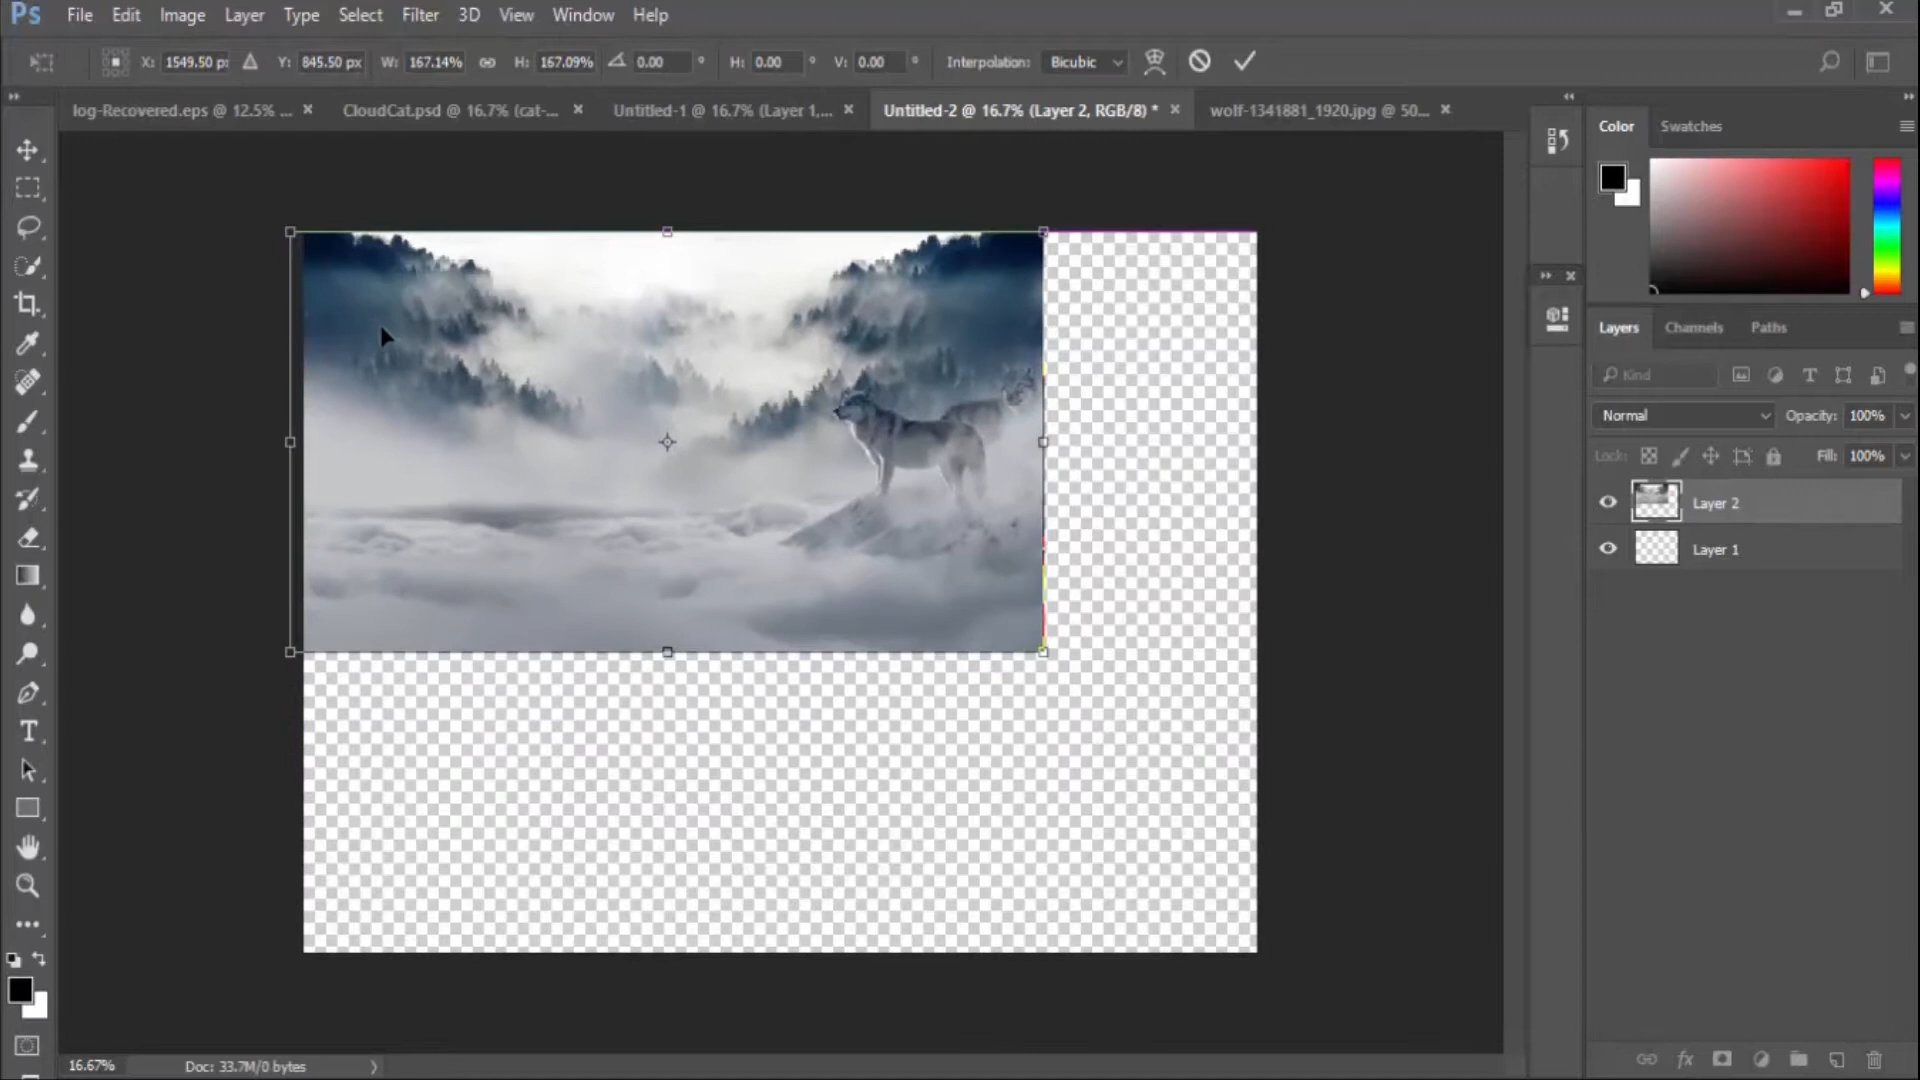 Ps File Edit Image Layer Type Select Filter 3D View Window Help
X: 1549.50 px Y: 845.50 px W: 167.14% H: 167.09% 0.00 ° H: 0.00 ° V: 0.00 ° Interpolation: Bicubic
log-Recovered.eps @ 12.5% ... × CloudCat.psd @ 16.7% (cat-... × Untitled-1 @ 16.7% (Layer 1,... × Untitled-2 @ 16.7% (Layer 2, RGB/8) * × wolf-1341881_1920.jpg @ 50... ×
Color Swatches
Layers Channels Paths
Kind
Normal Opacity: 100%
Lock: Fill: 100%
Layer 2
Layer 1
16.67% Doc: 33.7M/0 bytes